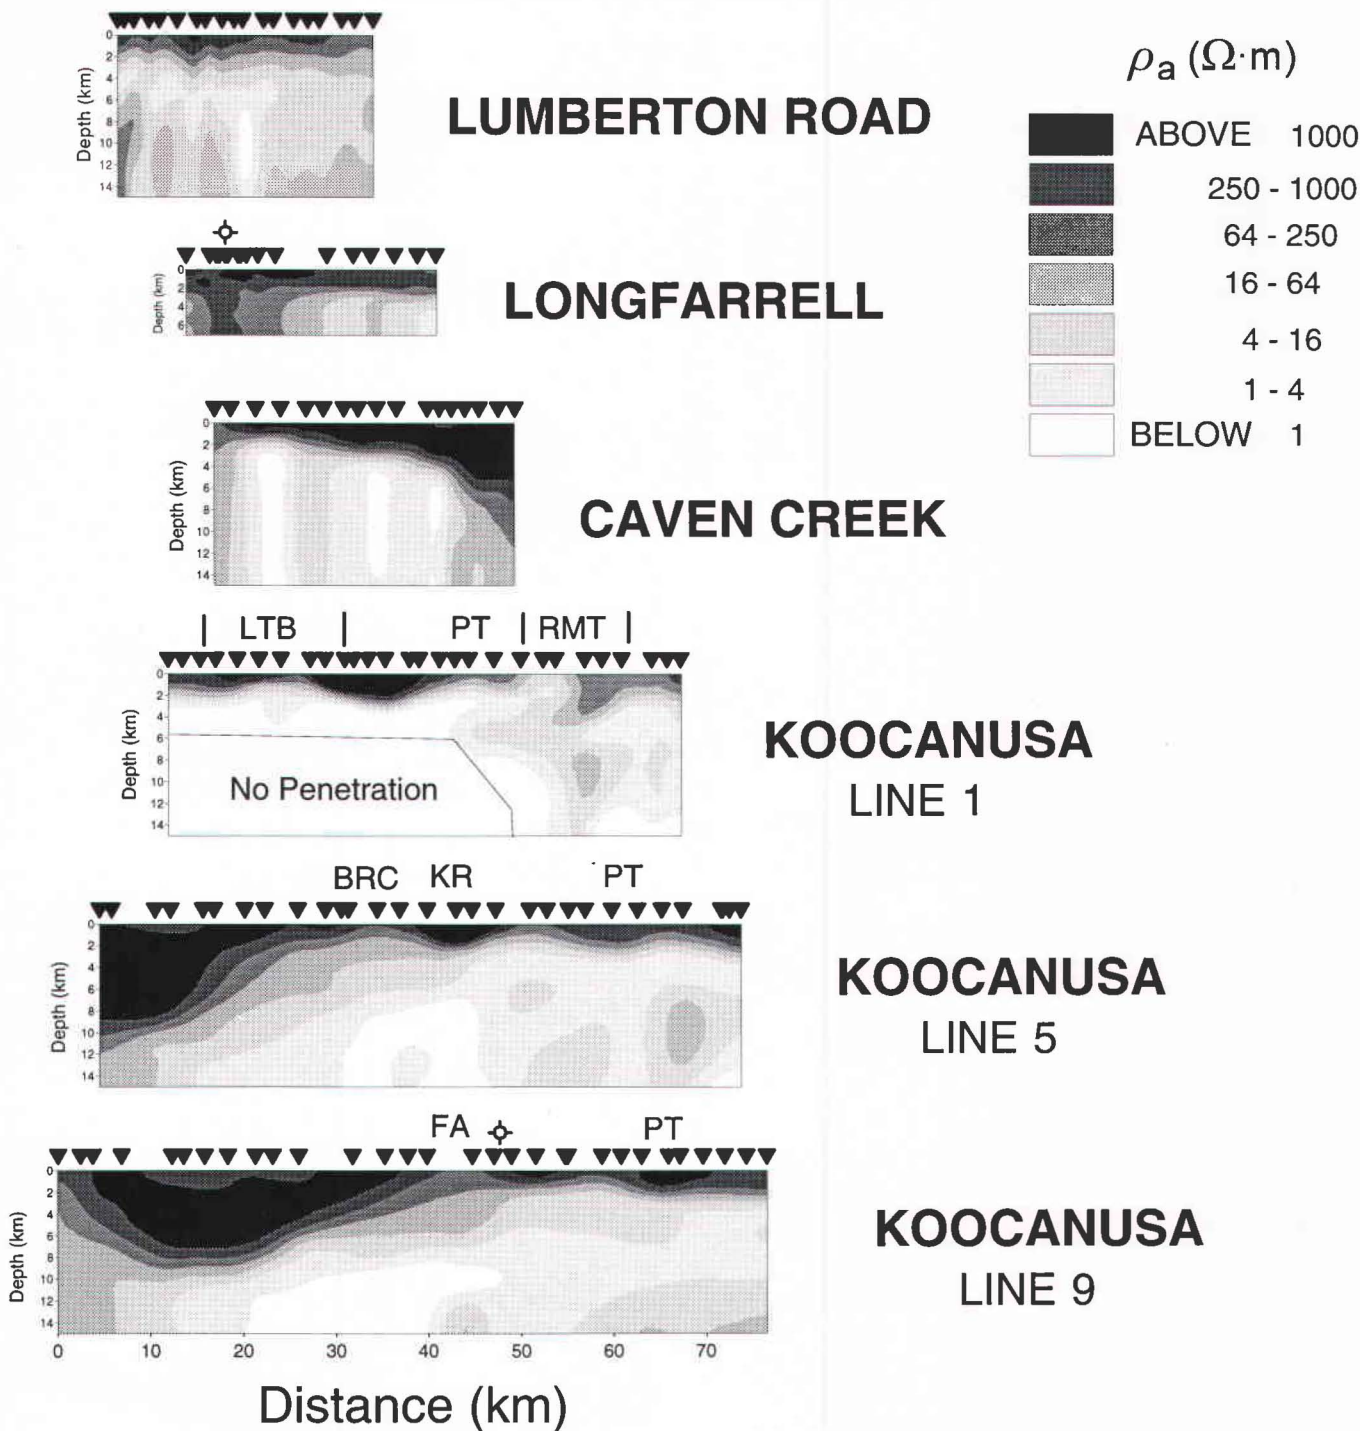 ρa (Ω·m)
ABOVE 1000
250 - 1000
64 - 250
16 - 64
4 - 16
1 - 4
BELOW 1
Depth (km)
0
2
4
6
8
10
12
14
LUMBERTON ROAD
Depth (km)
0
2
4
6
LONGFARRELL
Depth (km)
0
2
4
6
8
10
12
14
CAVEN CREEK
| LTB | PT | RMT |
Depth (km)
0
2
4
6
8
10
12
14
No Penetration
KOOCANUSA
LINE 1
BRC KR PT
Depth (km)
0
2
4
6
8
10
12
14
KOOCANUSA
LINE 5
FA PT
Depth (km)
0
2
4
6
8
10
12
14
KOOCANUSA
LINE 9
0 10 20 30 40 50 60 70
Distance (km)